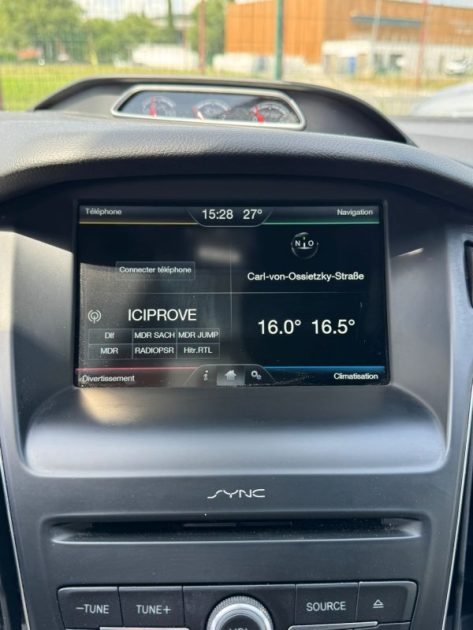 Téléphone
15:28 27°
Navigation
N O
Connecter téléphone
Carl-von-Ossietzky-Straße
ICIPROVE
16.0° 16.5°
Dlf MDR SACH MDR JUMP
MDR RADIOPSR Hitr.RTL
Divertissement
i
Climatisation
SYNC
−TUNE TUNE+ SOURCE